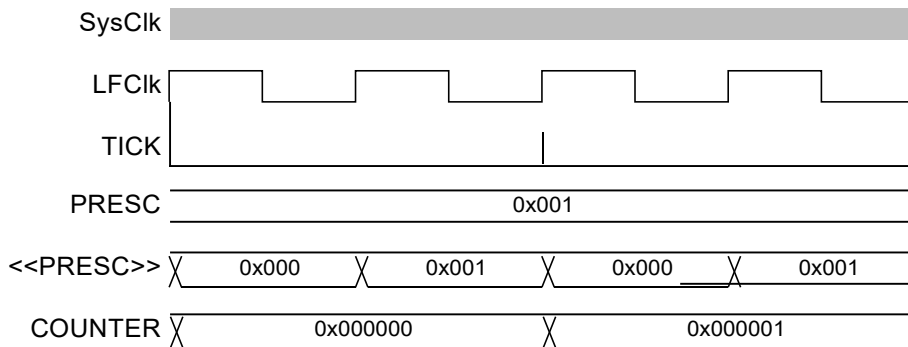 SysClk
LFClk
TICK
PRESC 0x001
<<PRESC>> 0x000 0x001 0x000 0x001
COUNTER 0x000000 0x000001